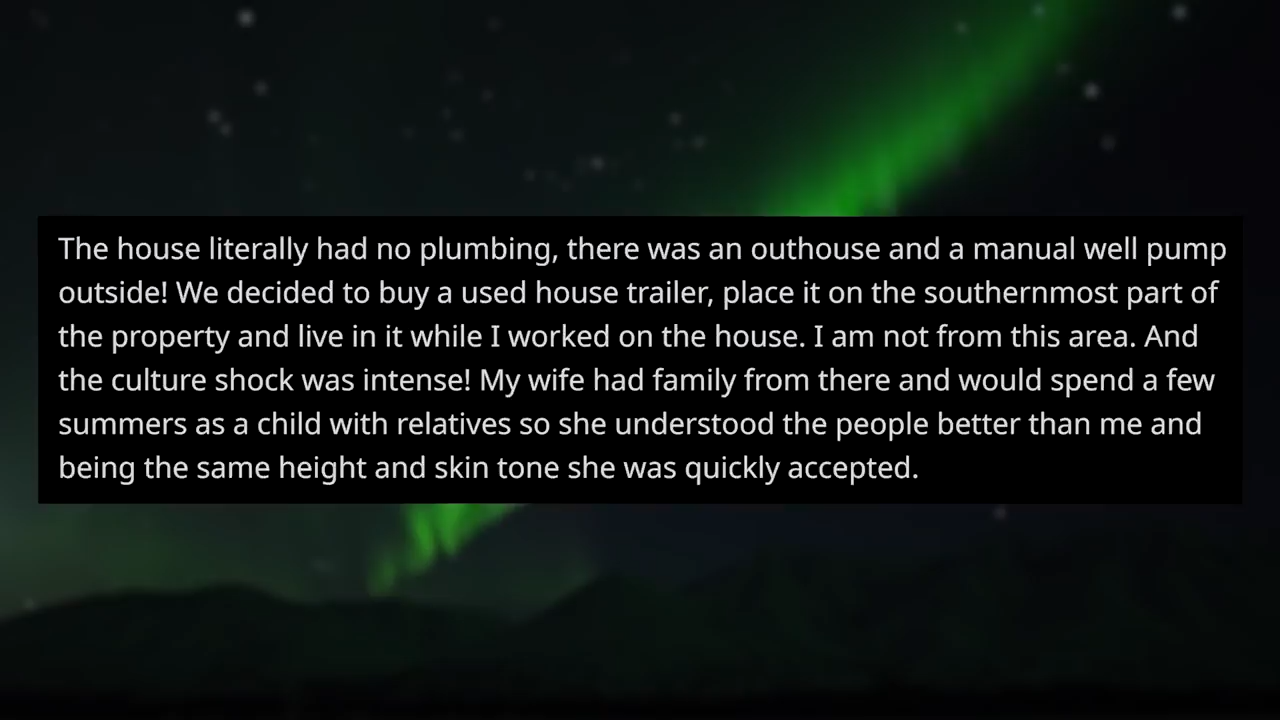 The house literally had no plumbing, there was an outhouse and a manual well pump
outside! We decided to buy a used house trailer, place it on the southernmost part of
the property and live in it while I worked on the house. I am not from this area. And
the culture shock was intense! My wife had family from there and would spend a few
summers as a child with relatives so she understood the people better than me and
being the same height and skin tone she was quickly accepted.